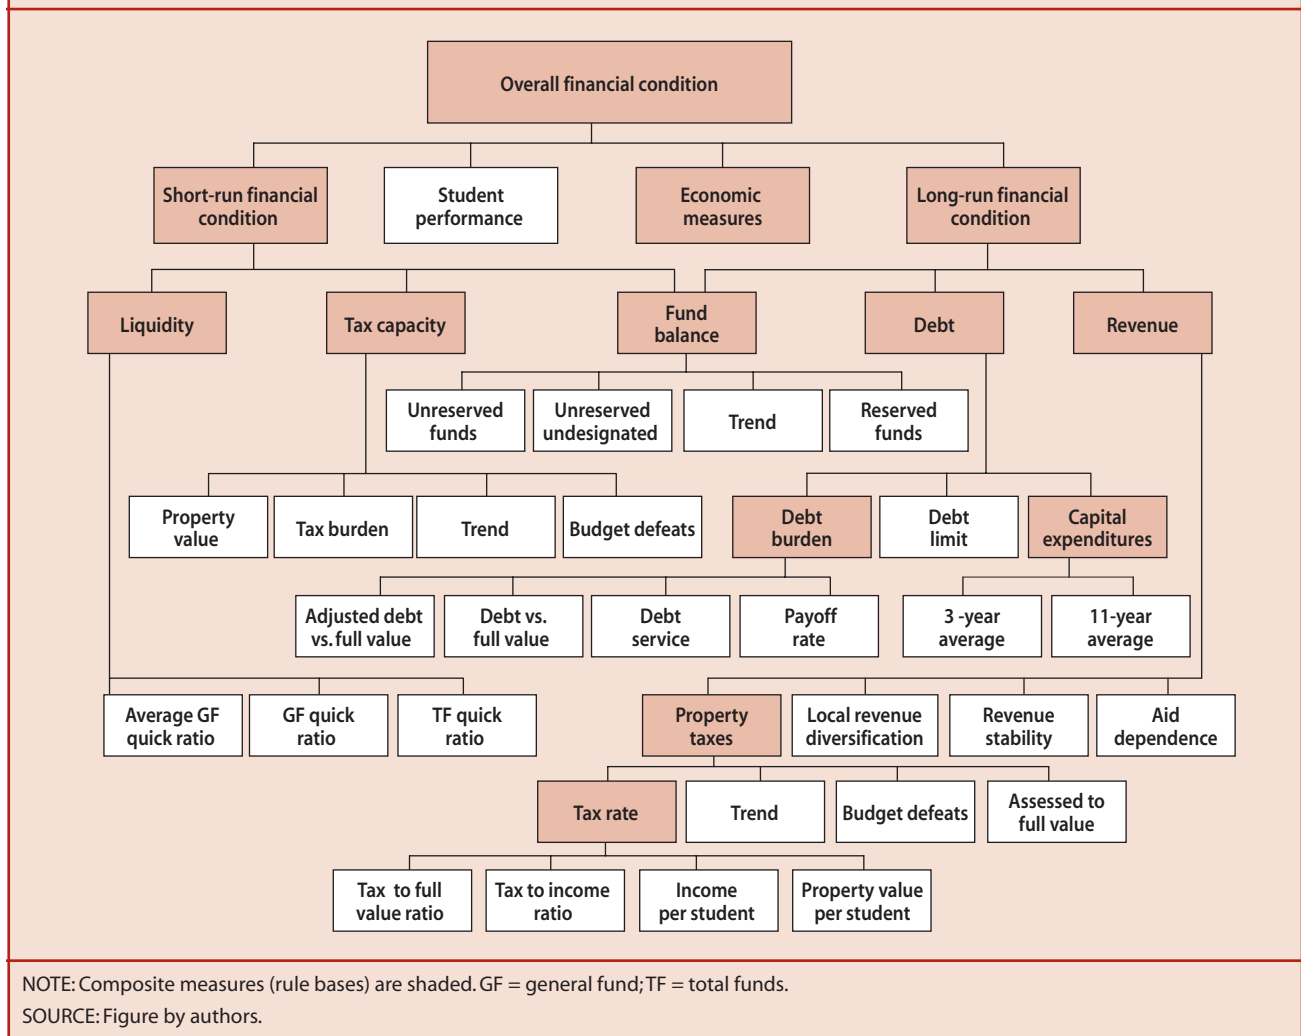 Overall financial condition
Short-run financial
condition
Student
performance
Economic
measures
Long-run financial
condition
Liquidity
Tax capacity
Fund
balance
Debt
Revenue
Unreserved
funds
Unreserved
undesignated
Trend
Reserved
funds
Property
value
Tax burden
Trend
Budget defeats
Debt
burden
Debt
limit
Capital
expenditures
Adjusted debt
vs. full value
Debt vs.
full value
Debt
service
Payoff
rate
3 -year
average
11-year
average
Average GF
quick ratio
GF quick
ratio
TF quick
ratio
Property
taxes
Local revenue
diversification
Revenue
stability
Aid
dependence
Tax rate
Trend
Budget defeats
Assessed to
full value
Tax to full
value ratio
Tax to income
ratio
Income
per student
Property value
per student
NOTE: Composite measures (rule bases) are shaded. GF = general fund; TF = total funds.
SOURCE: Figure by authors.